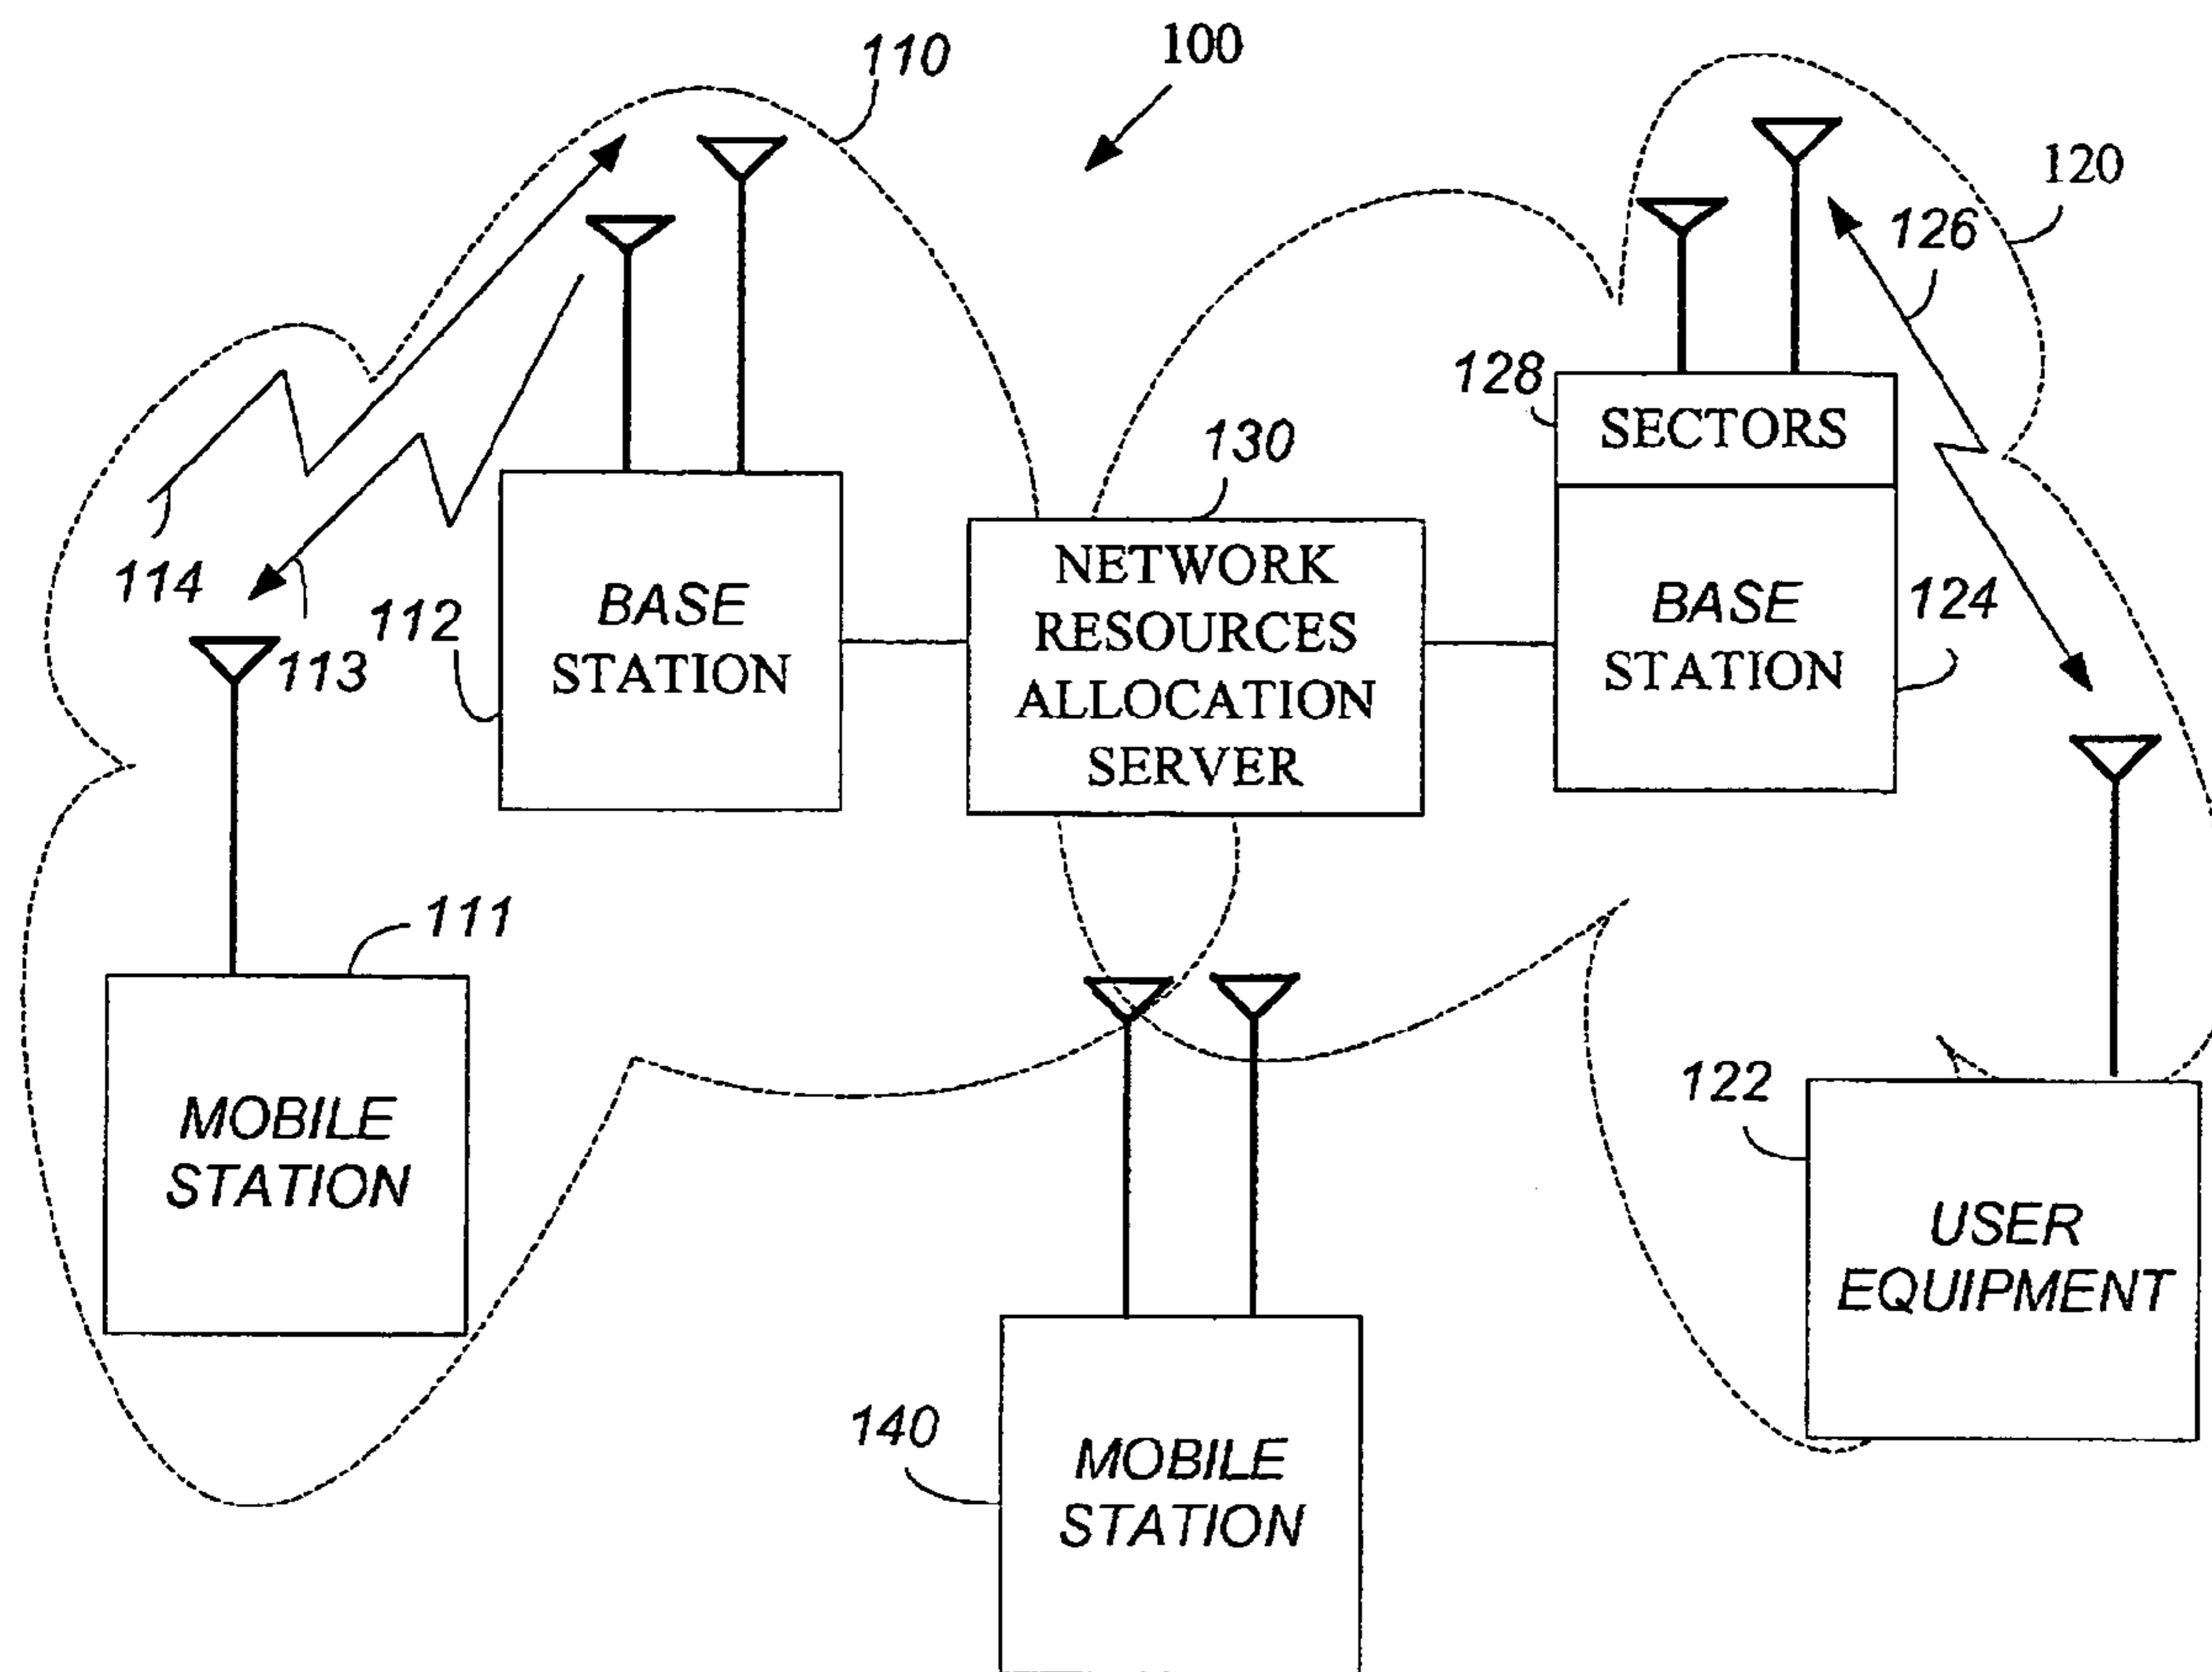 110
100
120
126
128
SECTORS
130
114
113
112
BASE
STATION
NETWORK
RESOURCES
ALLOCATION
SERVER
BASE
STATION
124
111
MOBILE
STATION
122
USER
EQUIPMENT
140
MOBILE
STATION